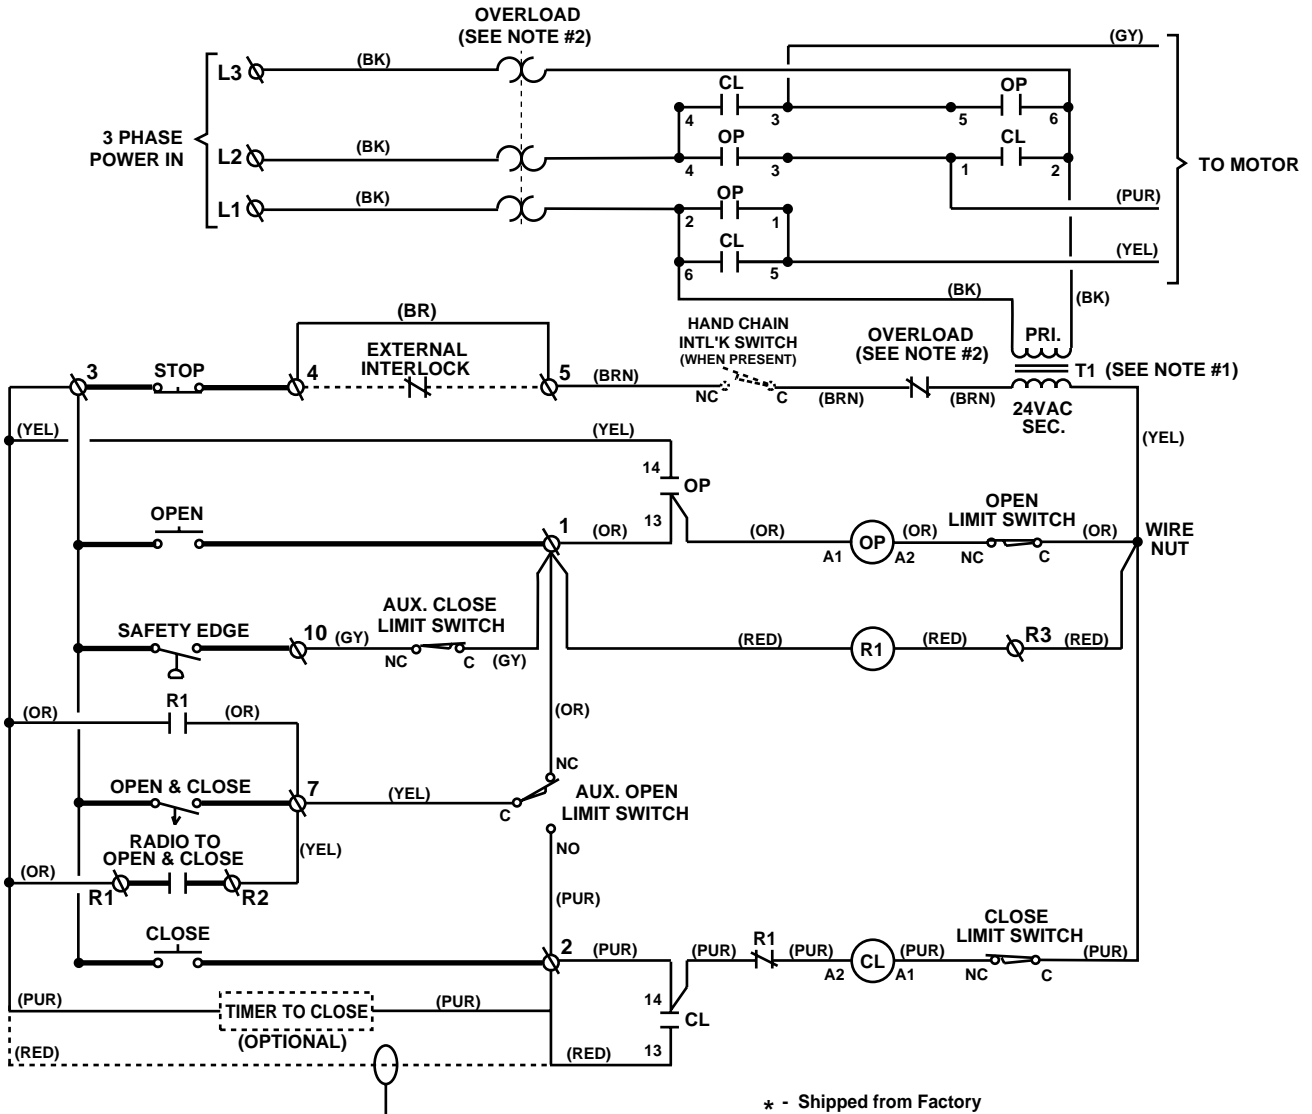 OVERLOAD
(SEE NOTE #2)
(GY)
L3 (BK)
CL
OP
4 3 5 6
3 PHASE
POWER IN
L2 (BK)
OP
CL
4 3 1 2
TO MOTOR
L1 (BK)
OP
2 1
(PUR)
CL
6 5
(YEL)
(BK)
(BK)
(BR)
HAND CHAIN
INTL'K SWITCH
(WHEN PRESENT)
OVERLOAD
(SEE NOTE #2)
PRI.
EXTERNAL
INTERLOCK
3 STOP 4 5
(BRN)
NC C
(BRN)
(BRN)
T1 (SEE NOTE #1)
24VAC
SEC.
(YEL)
(YEL)
(YEL)
14
OP
13
OPEN
1
(OR)
(OR)
A1 OP A2
(OR)
OPEN
LIMIT SWITCH
NC C
(OR)
WIRE
NUT
SAFETY EDGE
10
(GY)
AUX. CLOSE
LIMIT SWITCH
NC C
(GY)
(RED)
R1
(RED)
R3
(RED)
(OR)
R1
(OR)
(OR)
NC
OPEN & CLOSE
7
(YEL)
C
AUX. OPEN
LIMIT SWITCH
NO
RADIO TO
OPEN & CLOSE
(YEL)
(OR)
R1 R2
(PUR)
CLOSE
2
(PUR)
(PUR)
R1
(PUR)
A2 CL A1
(PUR)
CLOSE
LIMIT SWITCH
NC C
(PUR)
(PUR)
TIMER TO CLOSE
(OPTIONAL)
(PUR)
14
CL
13
(RED)
(RED)
* - Shipped from Factory